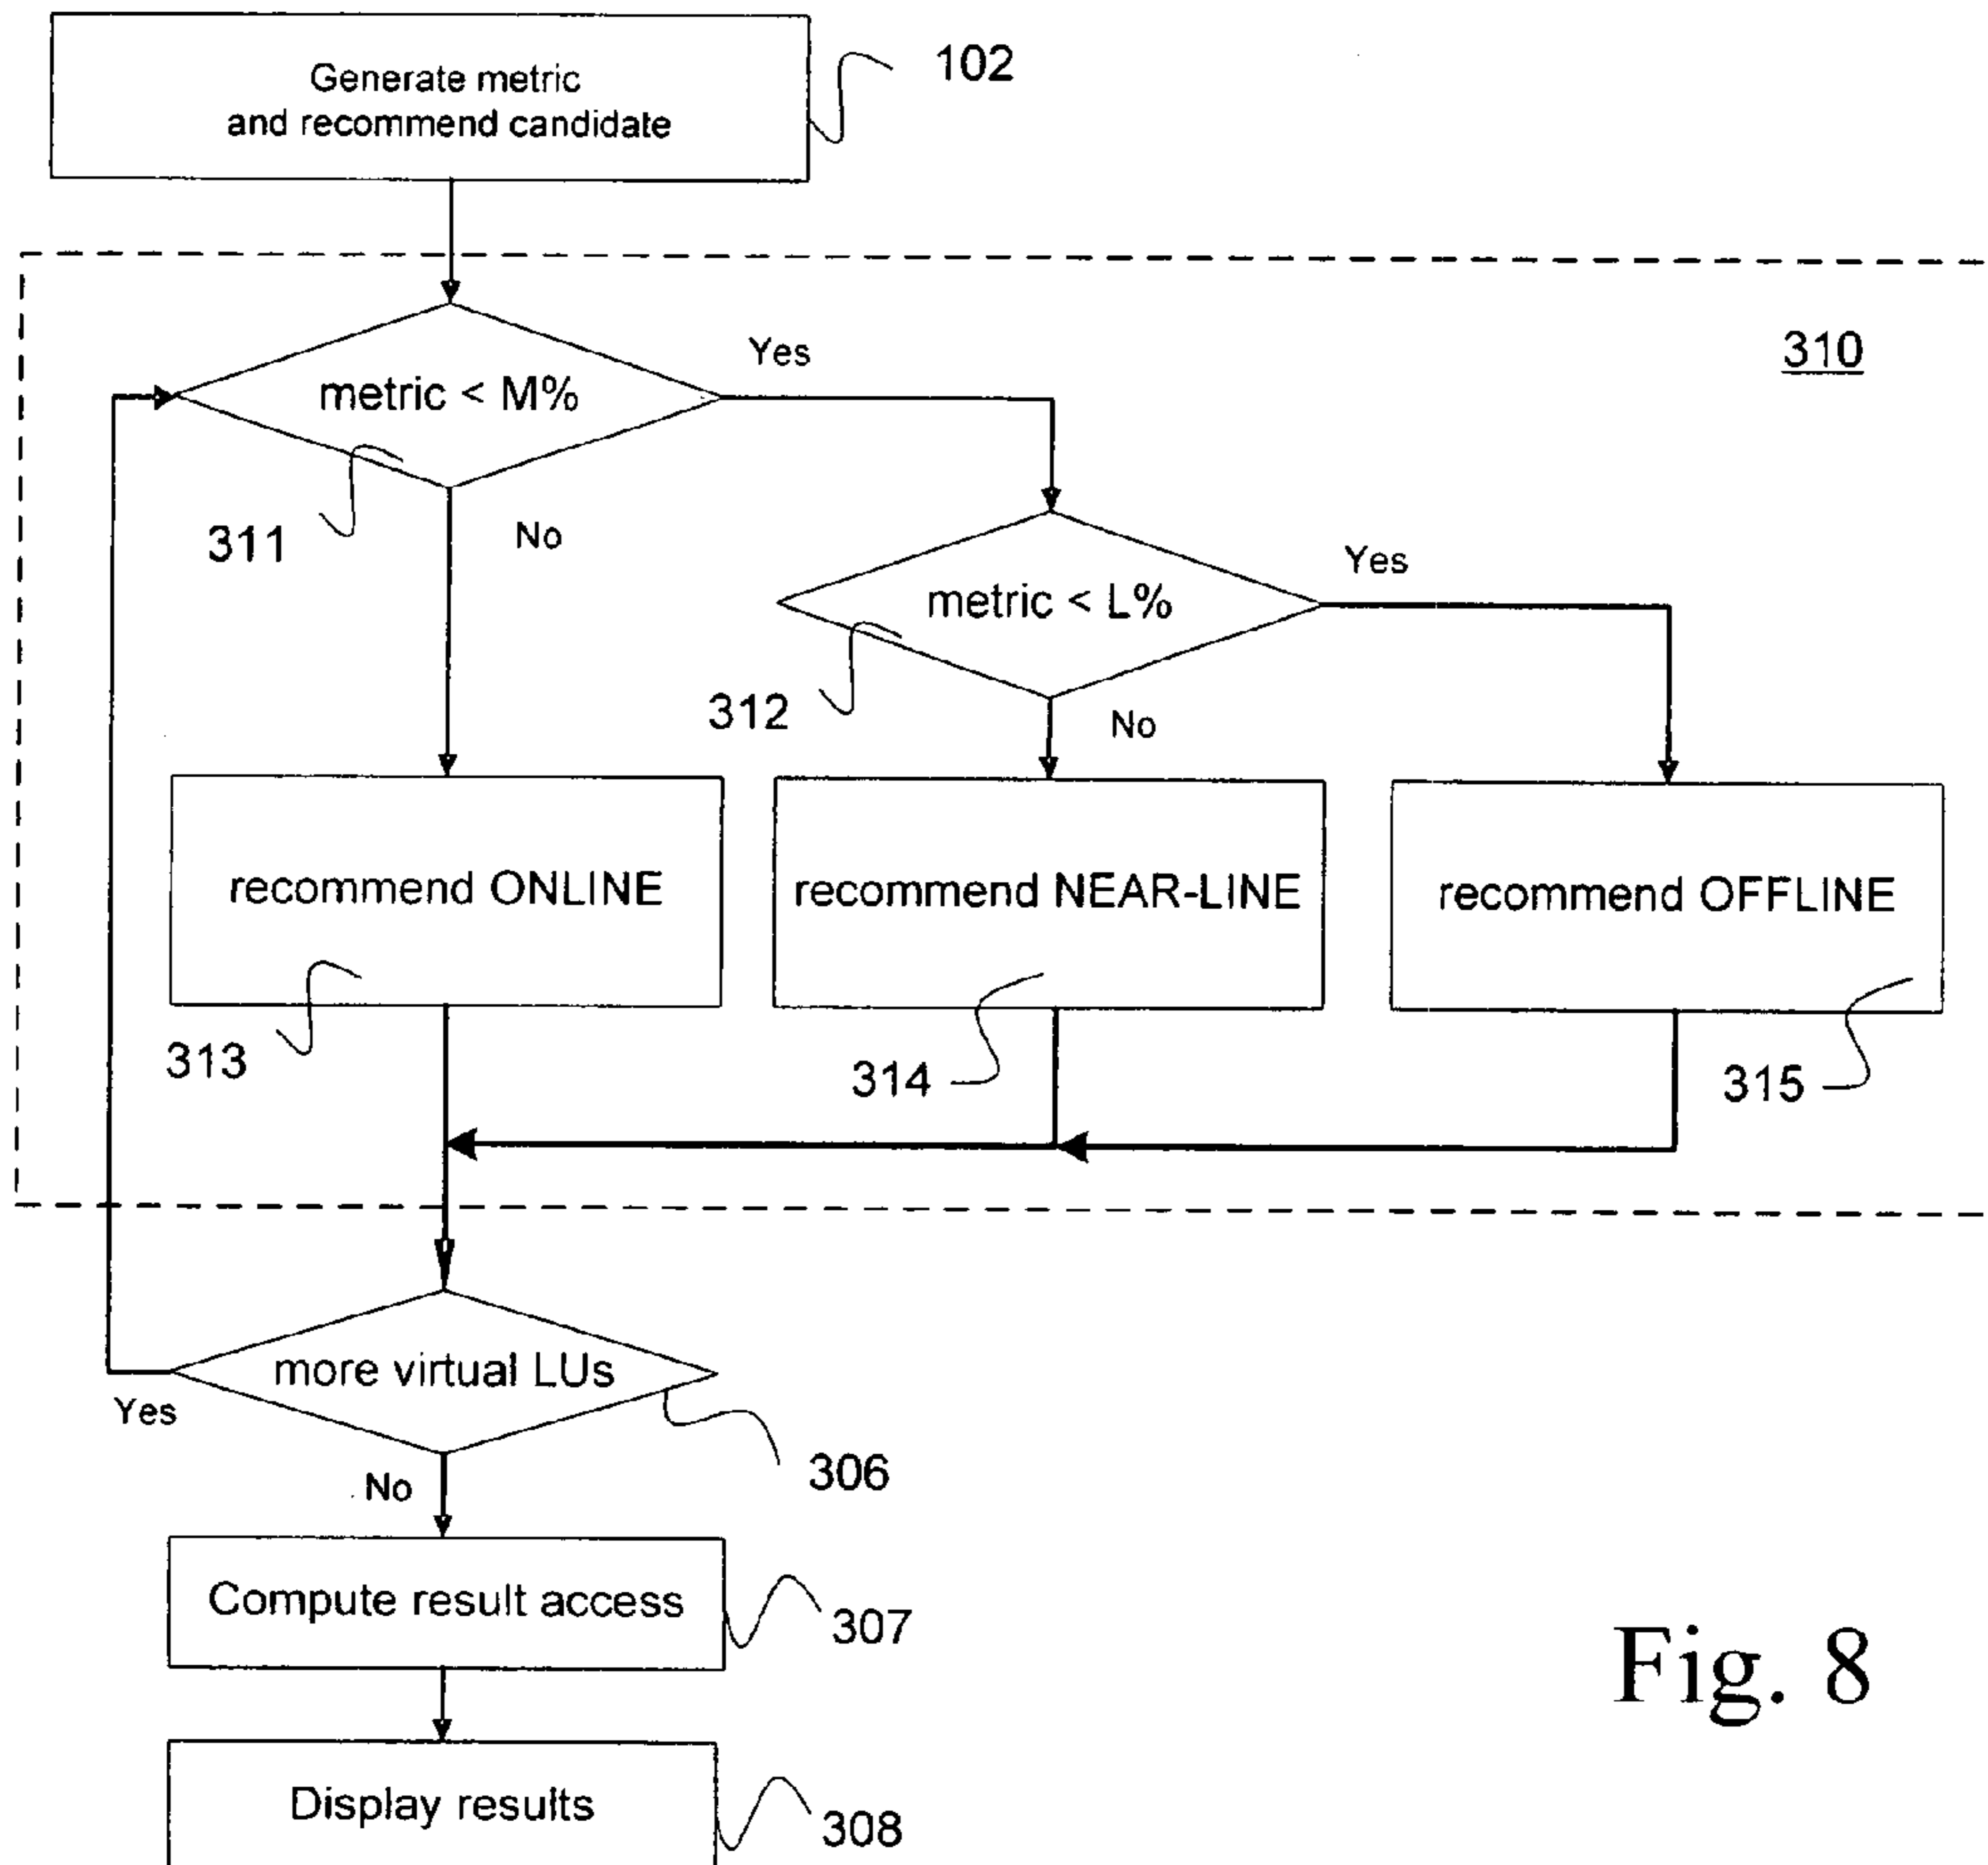 Generate metric
and recommend candidate
102
310
metric < M%
Yes
311
No
metric < L%
Yes
312
No
recommend ONLINE
recommend NEAR-LINE
recommend OFFLINE
313
314
315
more virtual LUs
Yes
306
No
Compute result access
307
Display results
308
Fig. 8